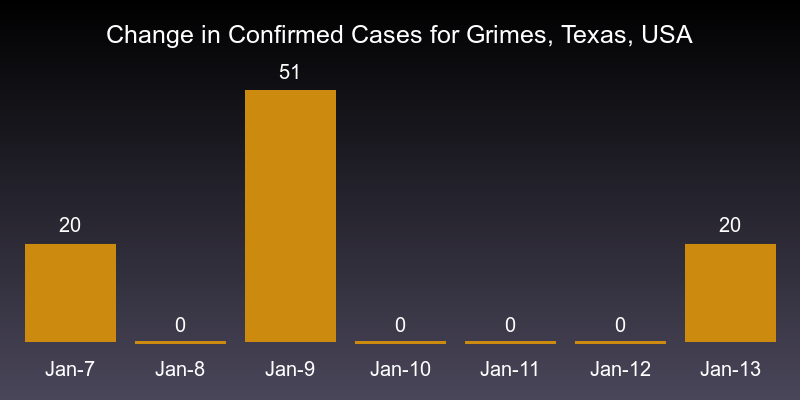 Change in Confirmed Cases for Grimes, Texas, USA
51
20
20
0
0
0
0
Jan-7
Jan-8
Jan-9
Jan-10
Jan-11
Jan-12
Jan-13